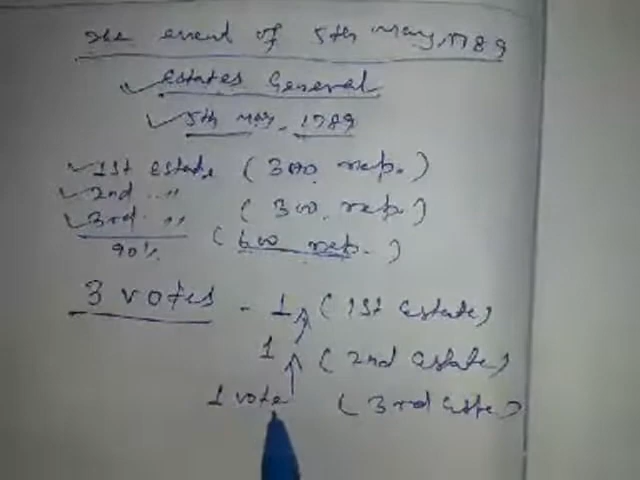 The event of 5th May, 1789
Estates General
5th May, 1789
1st estate (300 rep.)
2nd " (300 rep.)
3rd " (600 rep.)
90%
3 votes - 1 (1st estate)
1 (2nd estate)
1 vote (3rd